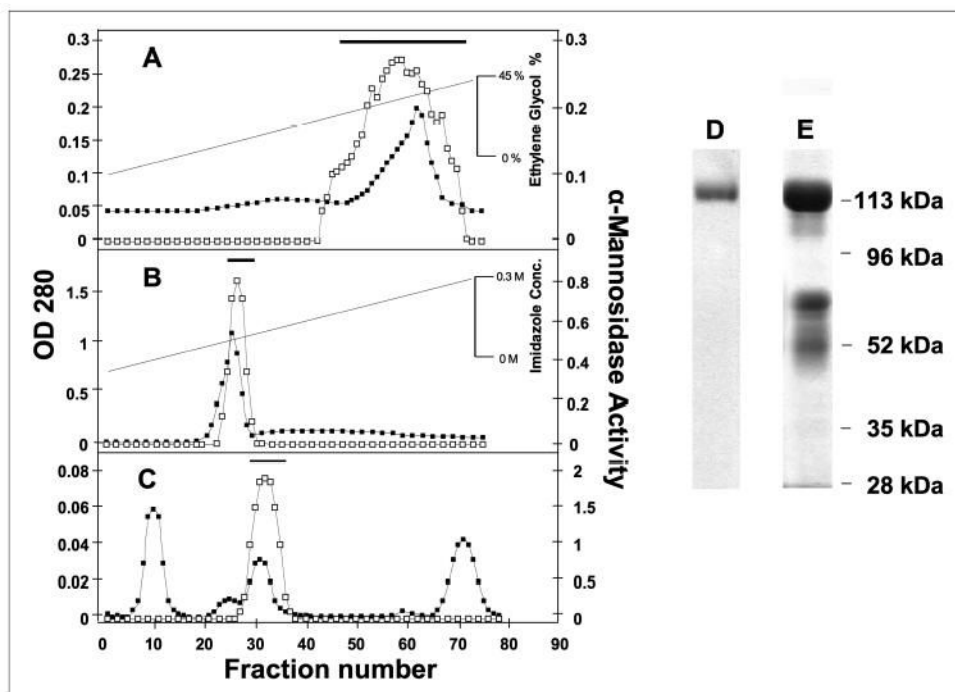 A
0.3
0.25
0.2
0.15
0.1
0.05
0
0.3
0.2
0.1
0
45 %
0 %
Ethylene Glycol %
B
1.5
1
0.5
0
0.8
0.6
0.4
0.2
0
0.3 M
0 M
Imidazole Conc.
C
0.08
0.06
0.04
0.02
0
2
1.5
1
0.5
0
0 10 20 30 40 50 60 70 80 90
Fraction number
OD 280
α-Mannosidase Activity
D E
113 kDa
96 kDa
52 kDa
35 kDa
28 kDa